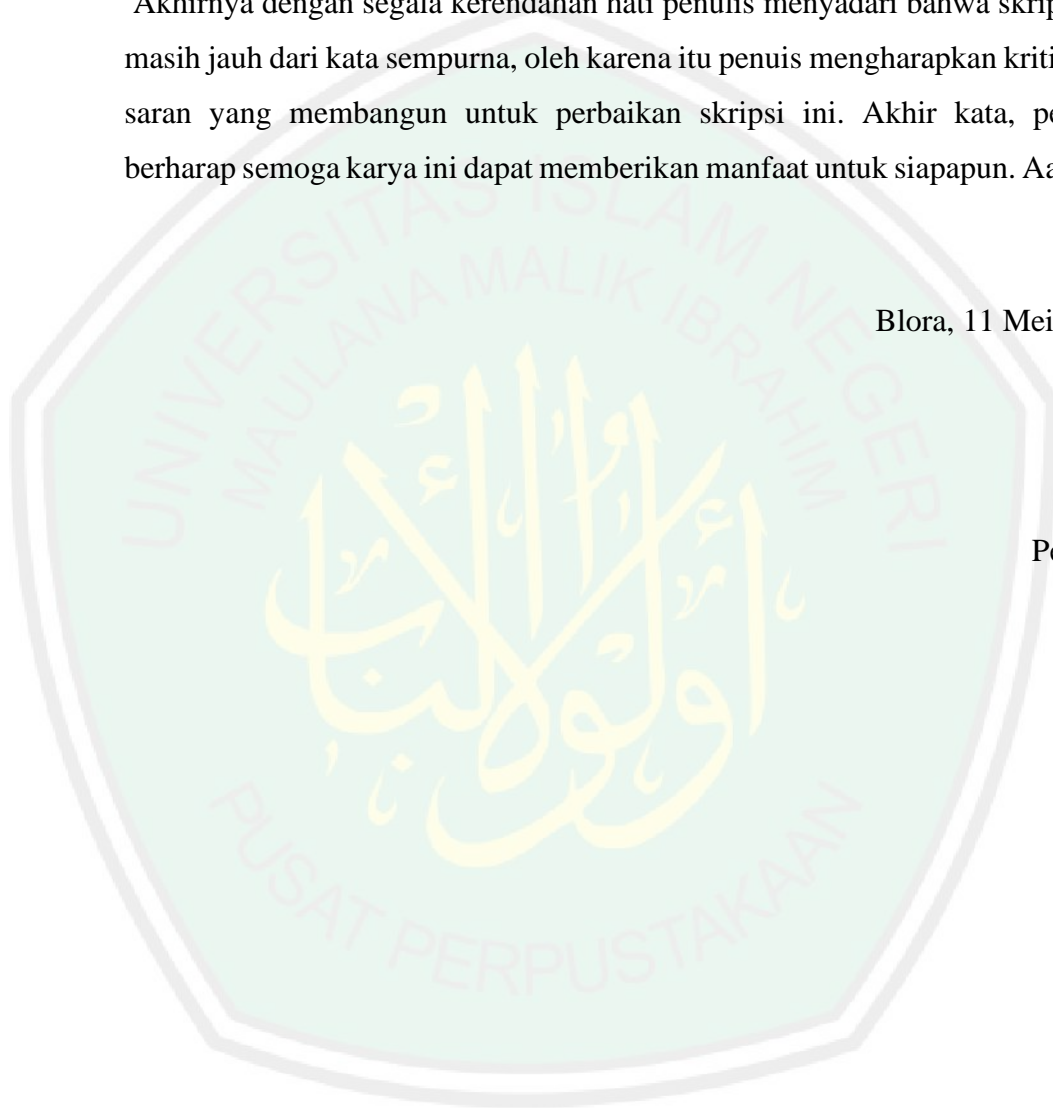 Akhirnya dengan segala kerendahan hati penulis menyadari bahwa skrip
masih jauh dari kata sempurna, oleh karena itu penuis mengharapkan kriti
saran yang membangun untuk perbaikan skripsi ini. Akhir kata, pe
berharap semoga karya ini dapat memberikan manfaat untuk siapapun. Aa
UNIVERSITAS ISLAM NEGERI
MAULANA MALIK IBRAHIM
Blora, 11 Mei
Pe
أولوا الألباب
PUSAT PERPUSTAKAAN